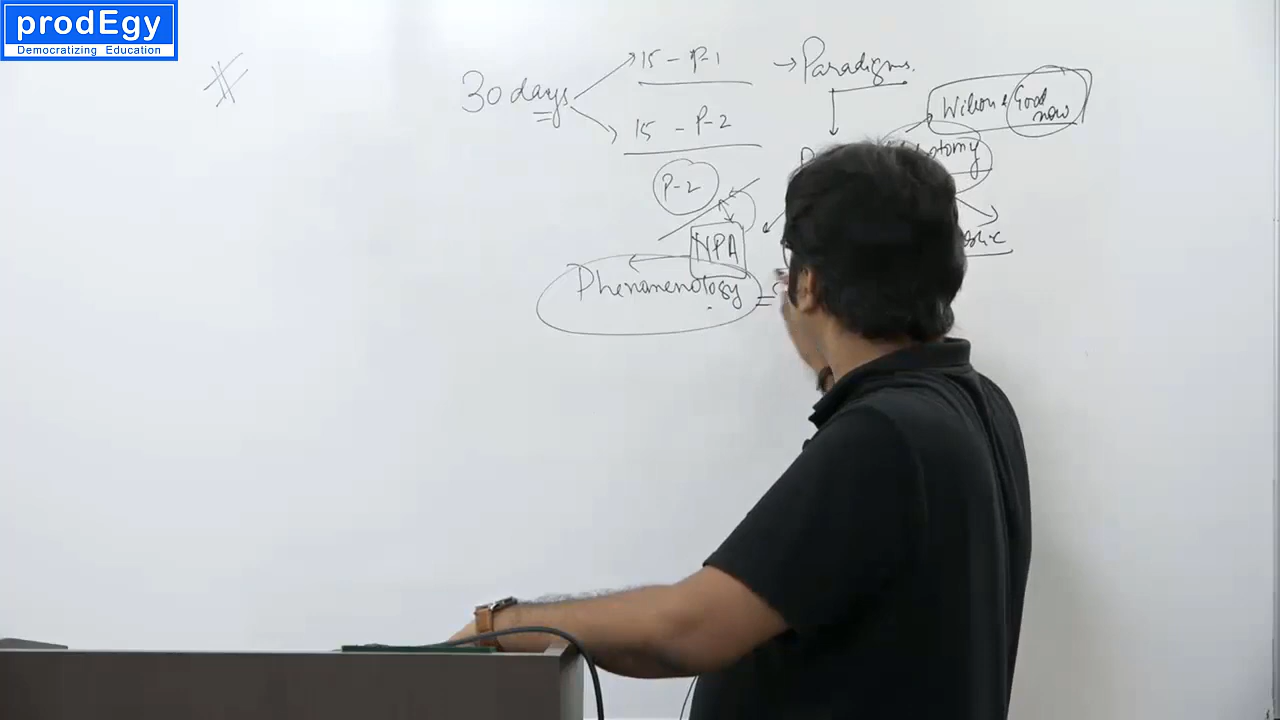 prodEgy
Democratizing Education
#
30 days
15 - P-1
15 - P-2
→ Paradigms.
Wilson &
Good
now
P-2
NPA
Phenomenology =